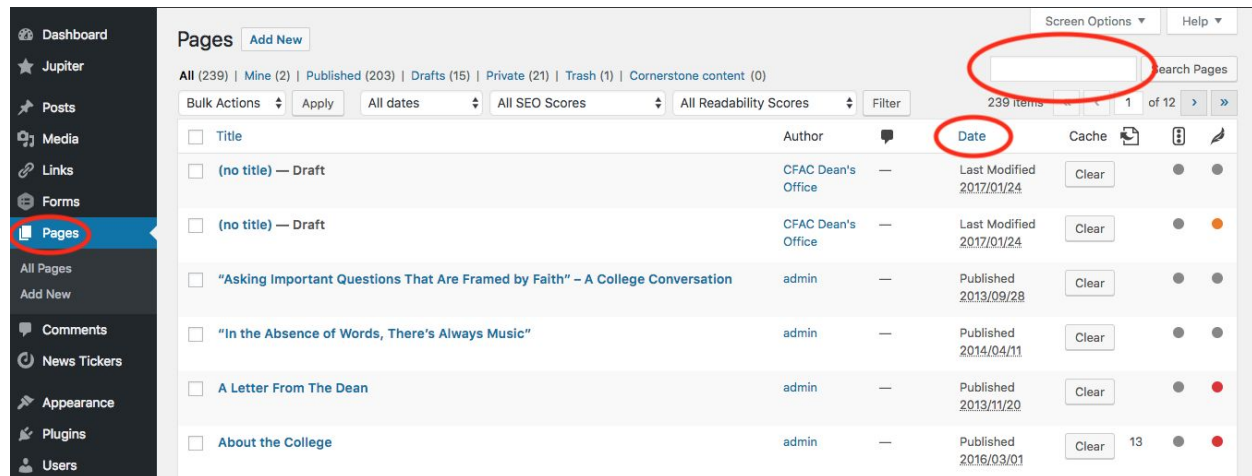 Screen Options ▼ Help ▼
Dashboard
Jupiter
Posts
Media
Links
Forms
Pages
All Pages
Add New
Comments
News Tickers
Appearance
Plugins
Users
Pages Add New
All (239) | Mine (2) | Published (203) | Drafts (15) | Private (21) | Trash (1) | Cornerstone content (0)
Search Pages
Bulk Actions Apply All dates All SEO Scores All Readability Scores Filter 239 items « ‹ 1 of 12 › »
Title Author Date Cache
(no title) — Draft CFAC Dean's — Last Modified Clear
Office 2017/01/24
(no title) — Draft CFAC Dean's — Last Modified Clear
Office 2017/01/24
“Asking Important Questions That Are Framed by Faith” – A College Conversation admin — Published Clear
2013/09/28
“In the Absence of Words, There’s Always Music” admin — Published Clear
2014/04/11
A Letter From The Dean admin — Published Clear
2013/11/20
About the College admin — Published Clear 13
2016/03/01